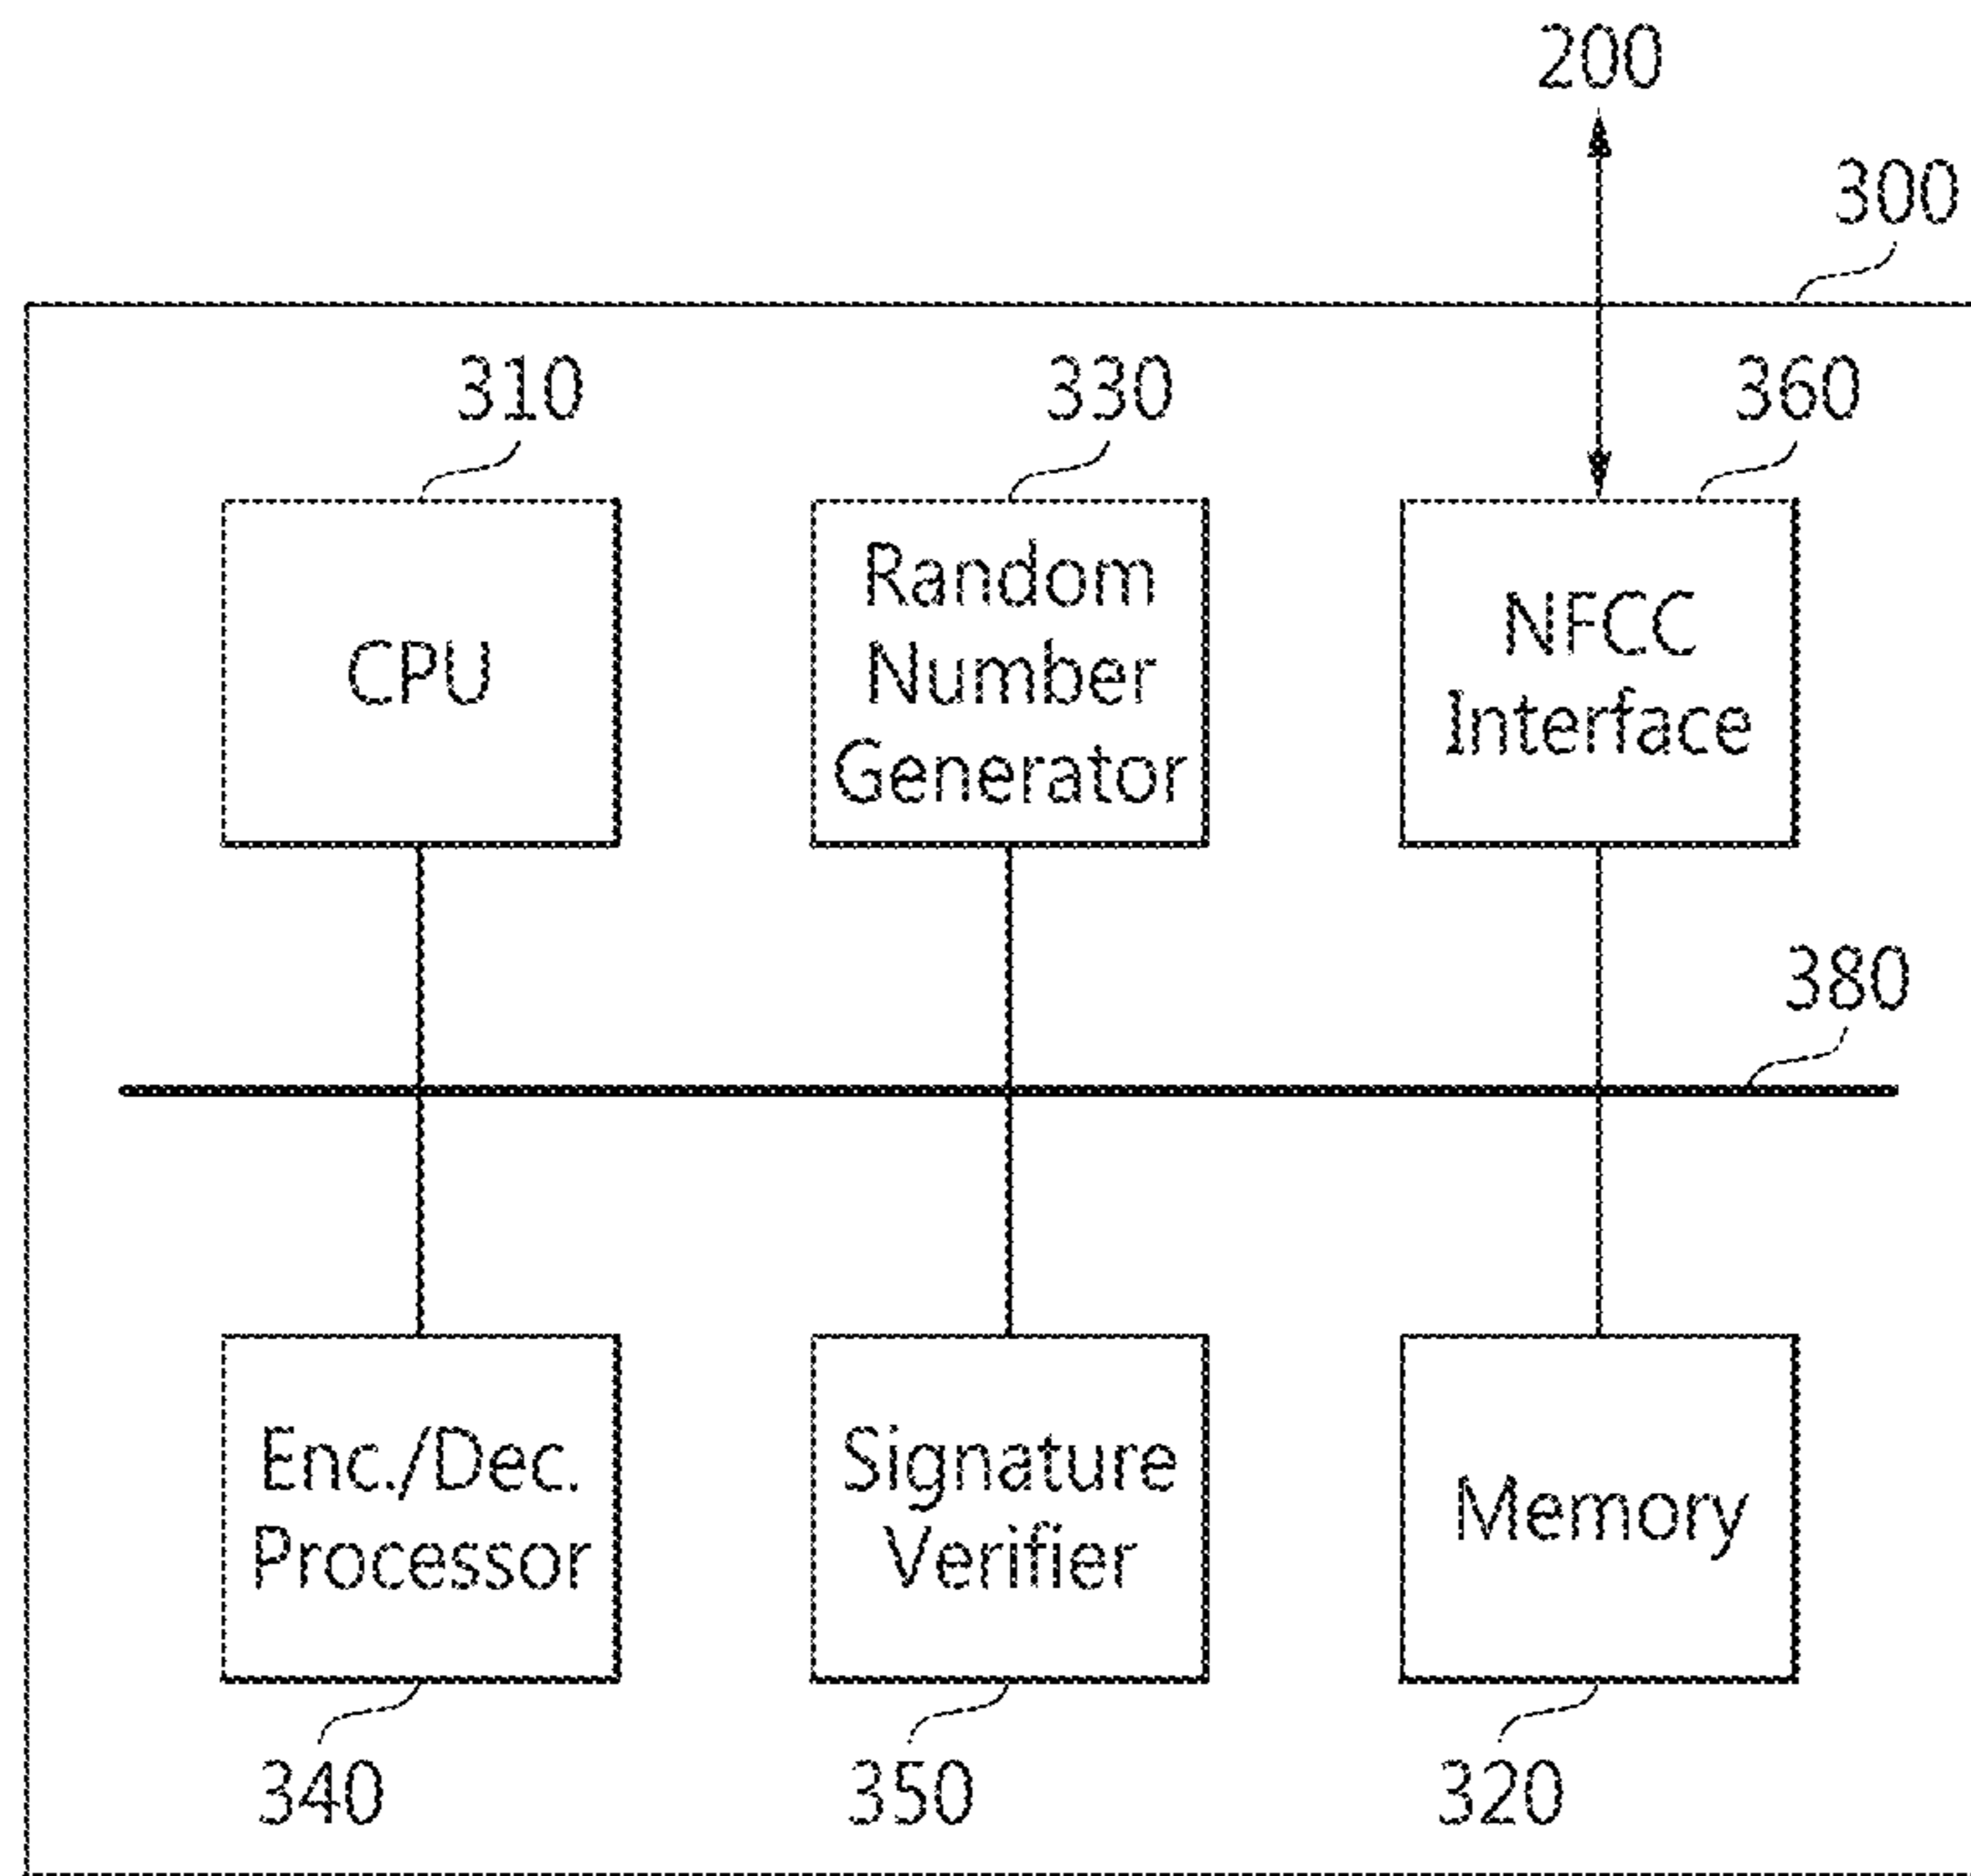 200
300
310
330
360
CPU
Random
Number
Generator
NFCC
Interface
380
Enc./Dec.
Processor
Signature
Verifier
Memory
340
350
320